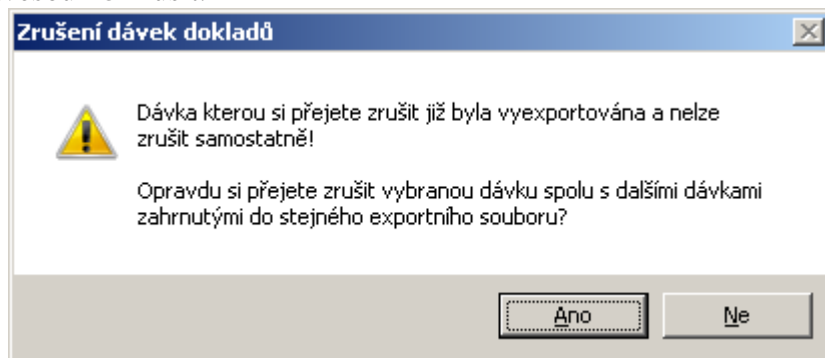 Zrušení dávek dokladů
Dávka kterou si přejete zrušit již byla vyexportována a nelze
zrušit samostatně!
Opravdu si přejete zrušit vybranou dávku spolu s dalšími dávkami
zahrnutými do stejného exportního souboru?
Ano
Ne